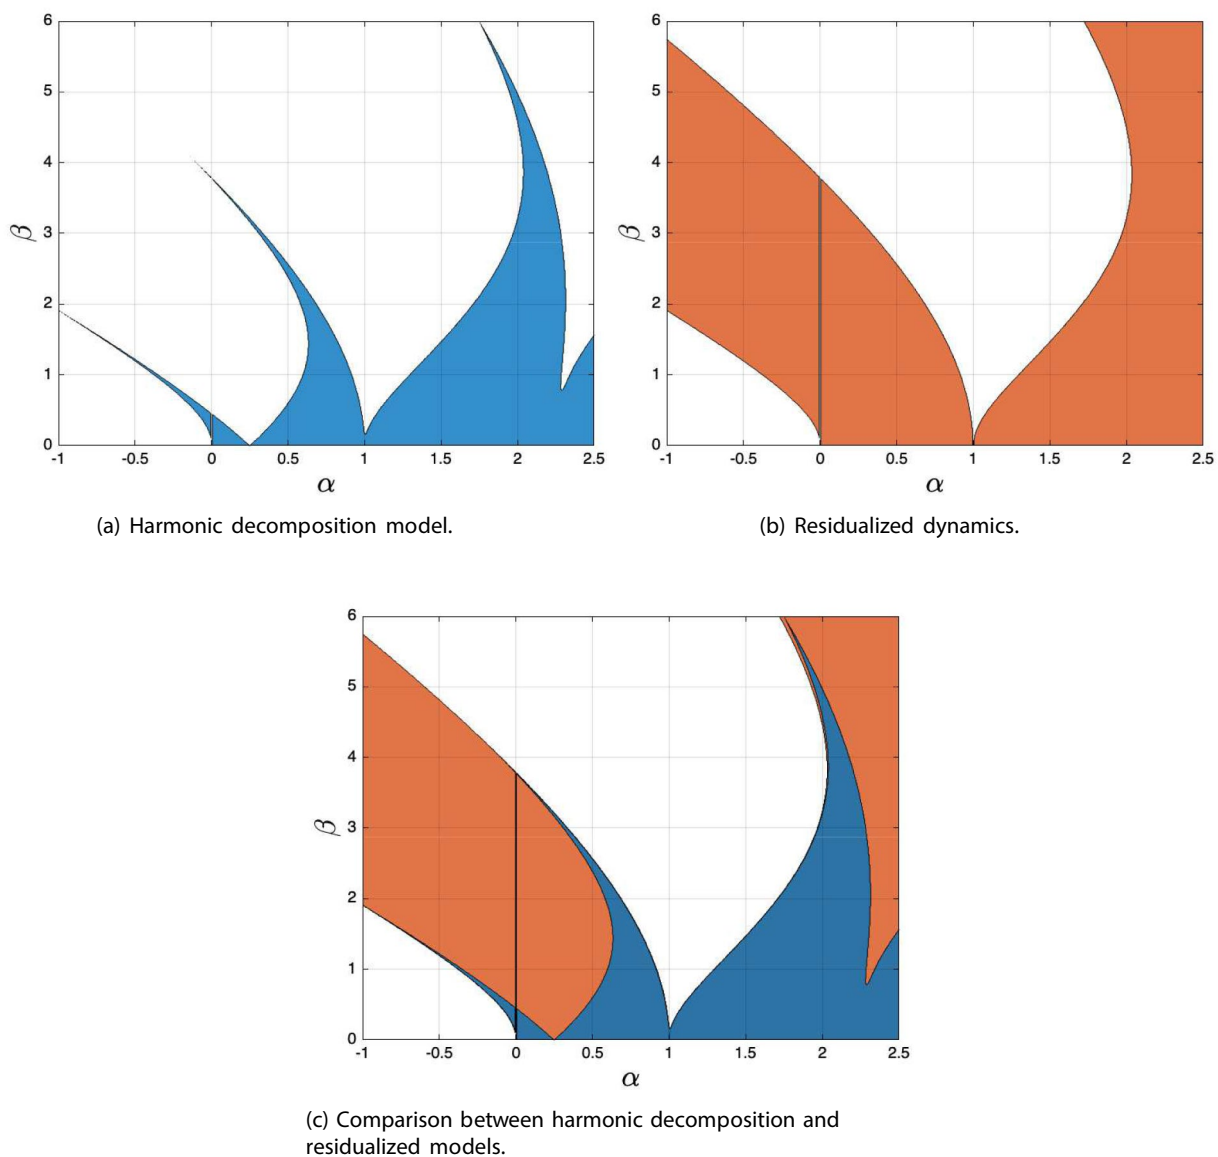 6
5
4
3
2
1
0
β
-1 -0.5 0 0.5 1 1.5 2 2.5
α
(a) Harmonic decomposition model.
6
5
4
3
2
1
0
β
-1 -0.5 0 0.5 1 1.5 2 2.5
α
(b) Residualized dynamics.
6
5
4
3
2
1
0
β
-1 -0.5 0 0.5 1 1.5 2 2.5
α
(c) Comparison between harmonic decomposition and
residualized models.